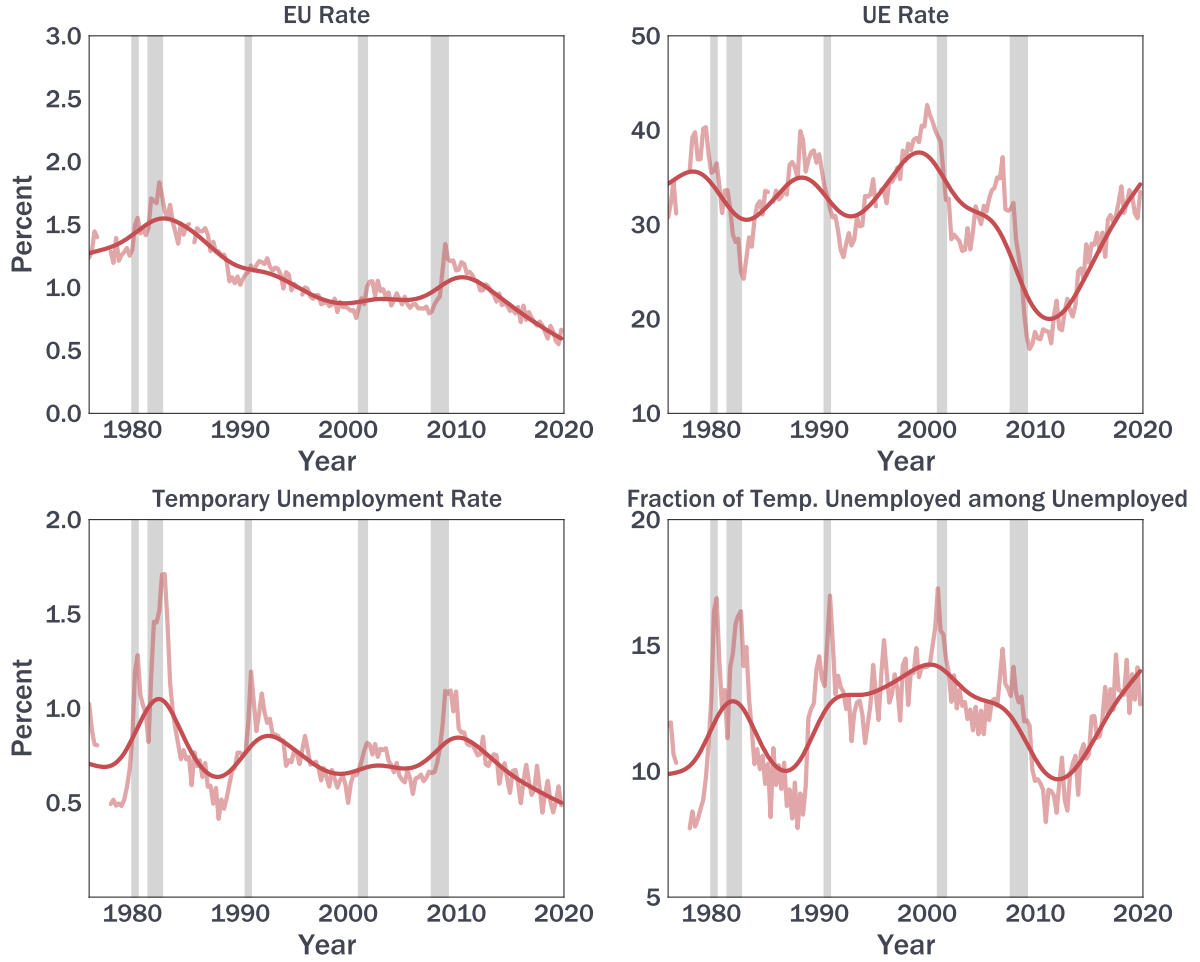 EU Rate
3.0
2.5
2.0
1.5
1.0
0.5
0.0
Percent
1980 1990 2000 2010 2020
Year
UE Rate
50
40
30
20
10
1980 1990 2000 2010 2020
Year
Temporary Unemployment Rate
2.0
1.5
1.0
0.5
Percent
1980 1990 2000 2010 2020
Year
Fraction of Temp. Unemployed among Unemployed
20
15
10
5
1980 1990 2000 2010 2020
Year